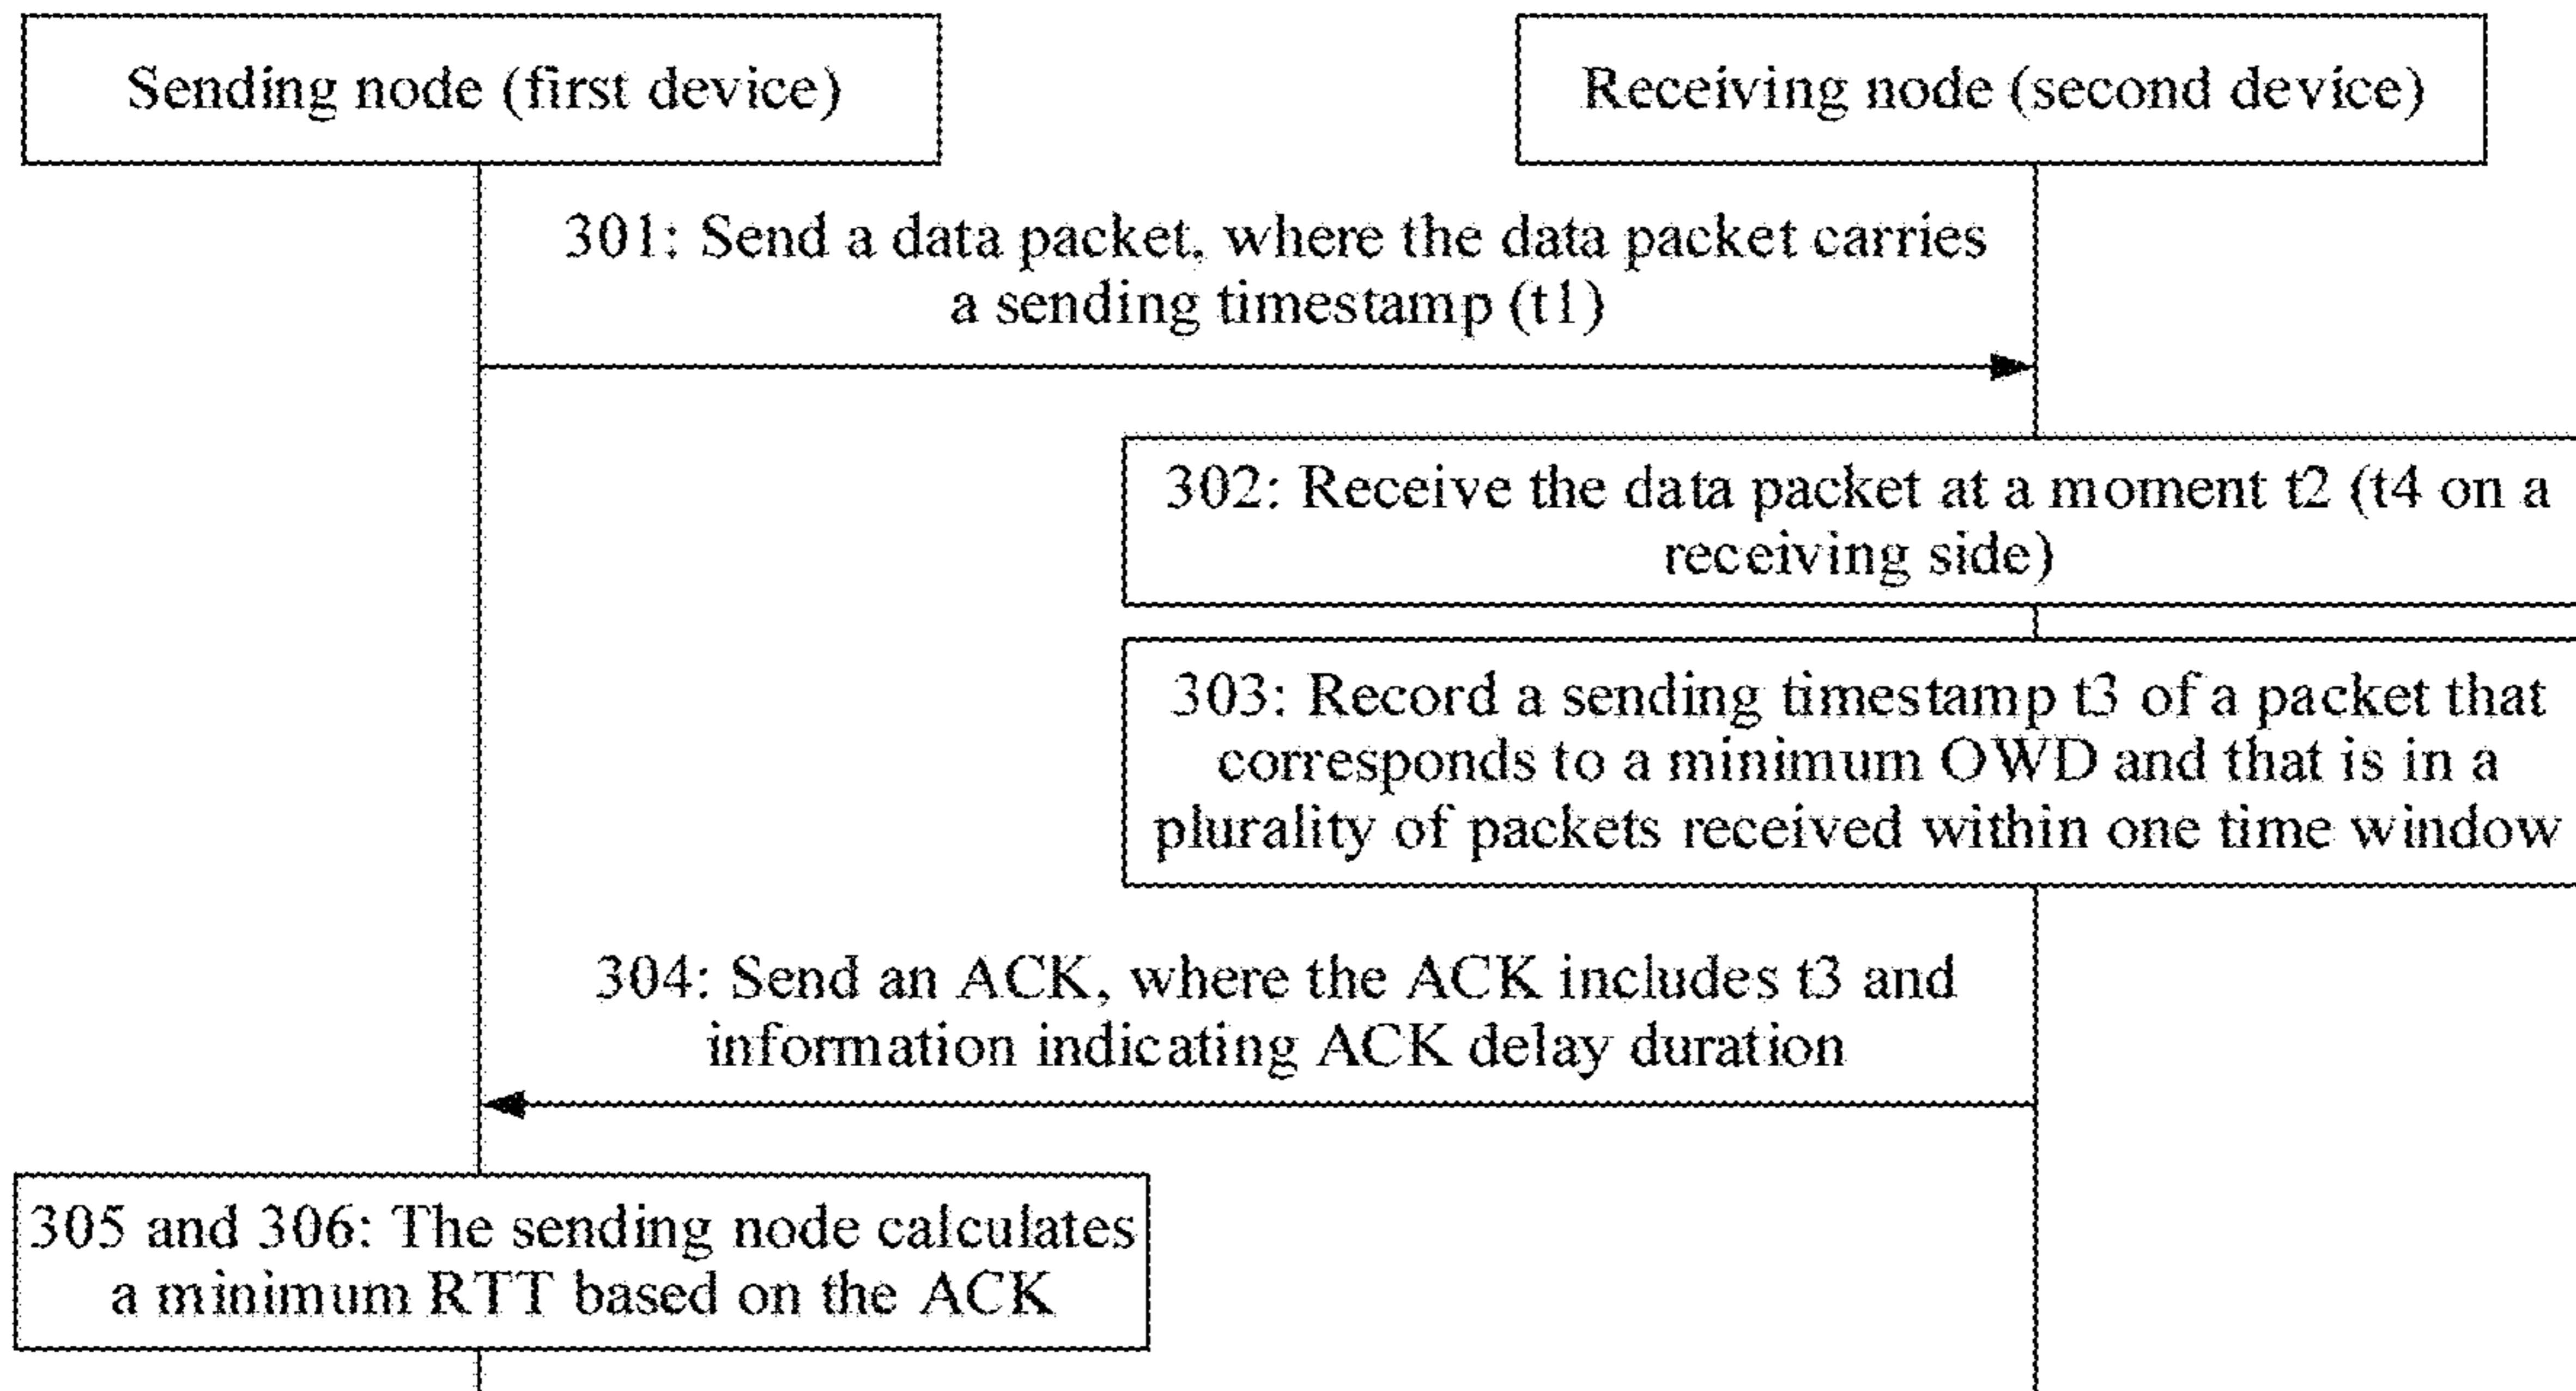 Sending node (first device)
Receiving node (second device)
301: Send a data packet, where the data packet carries
a sending timestamp (t1)
302: Receive the data packet at a moment t2 (t4 on a
receiving side)
303: Record a sending timestamp t3 of a packet that
corresponds to a minimum OWD and that is in a
plurality of packets received within one time window
304: Send an ACK, where the ACK includes t3 and
information indicating ACK delay duration
305 and 306: The sending node calculates
a minimum RTT based on the ACK